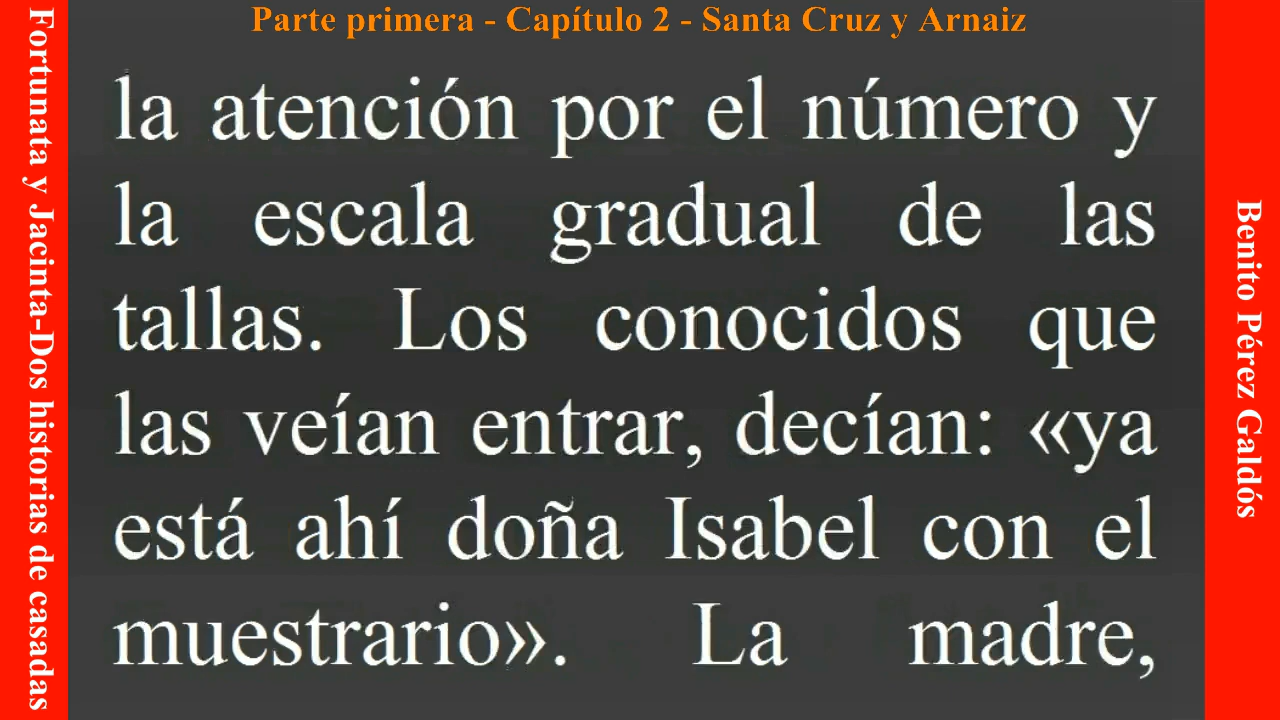 Parte primera - Capítulo 2 - Santa Cruz y Arnaiz
Fortunata y Jacinta-Dos historias de casadas
la atención por el número y
la escala gradual de las
tallas. Los conocidos que
las veían entrar, decían: «ya
está ahí doña Isabel con el
muestrario». La madre,
Benito Pérez Galdós